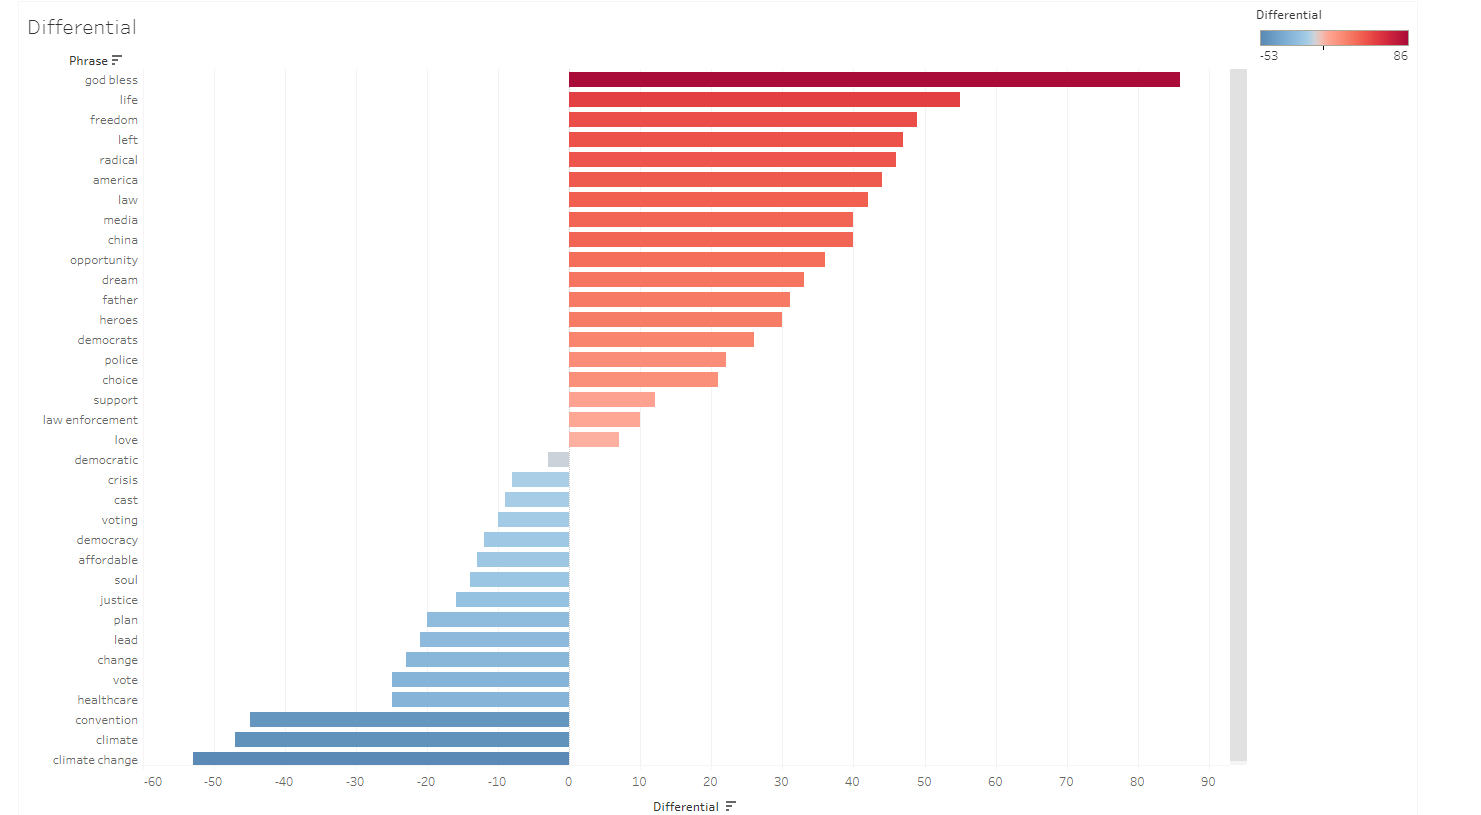 Differential
Differential
-53 86
Phrase
god bless
life
freedom
left
radical
america
law
media
china
opportunity
dream
father
heroes
democrats
police
choice
support
law enforcement
love
democratic
crisis
cast
voting
democracy
affordable
soul
justice
plan
lead
change
vote
healthcare
convention
climate
climate change
-60 -50 -40 -30 -20 -10 0 10 20 30 40 50 60 70 80 90
Differential